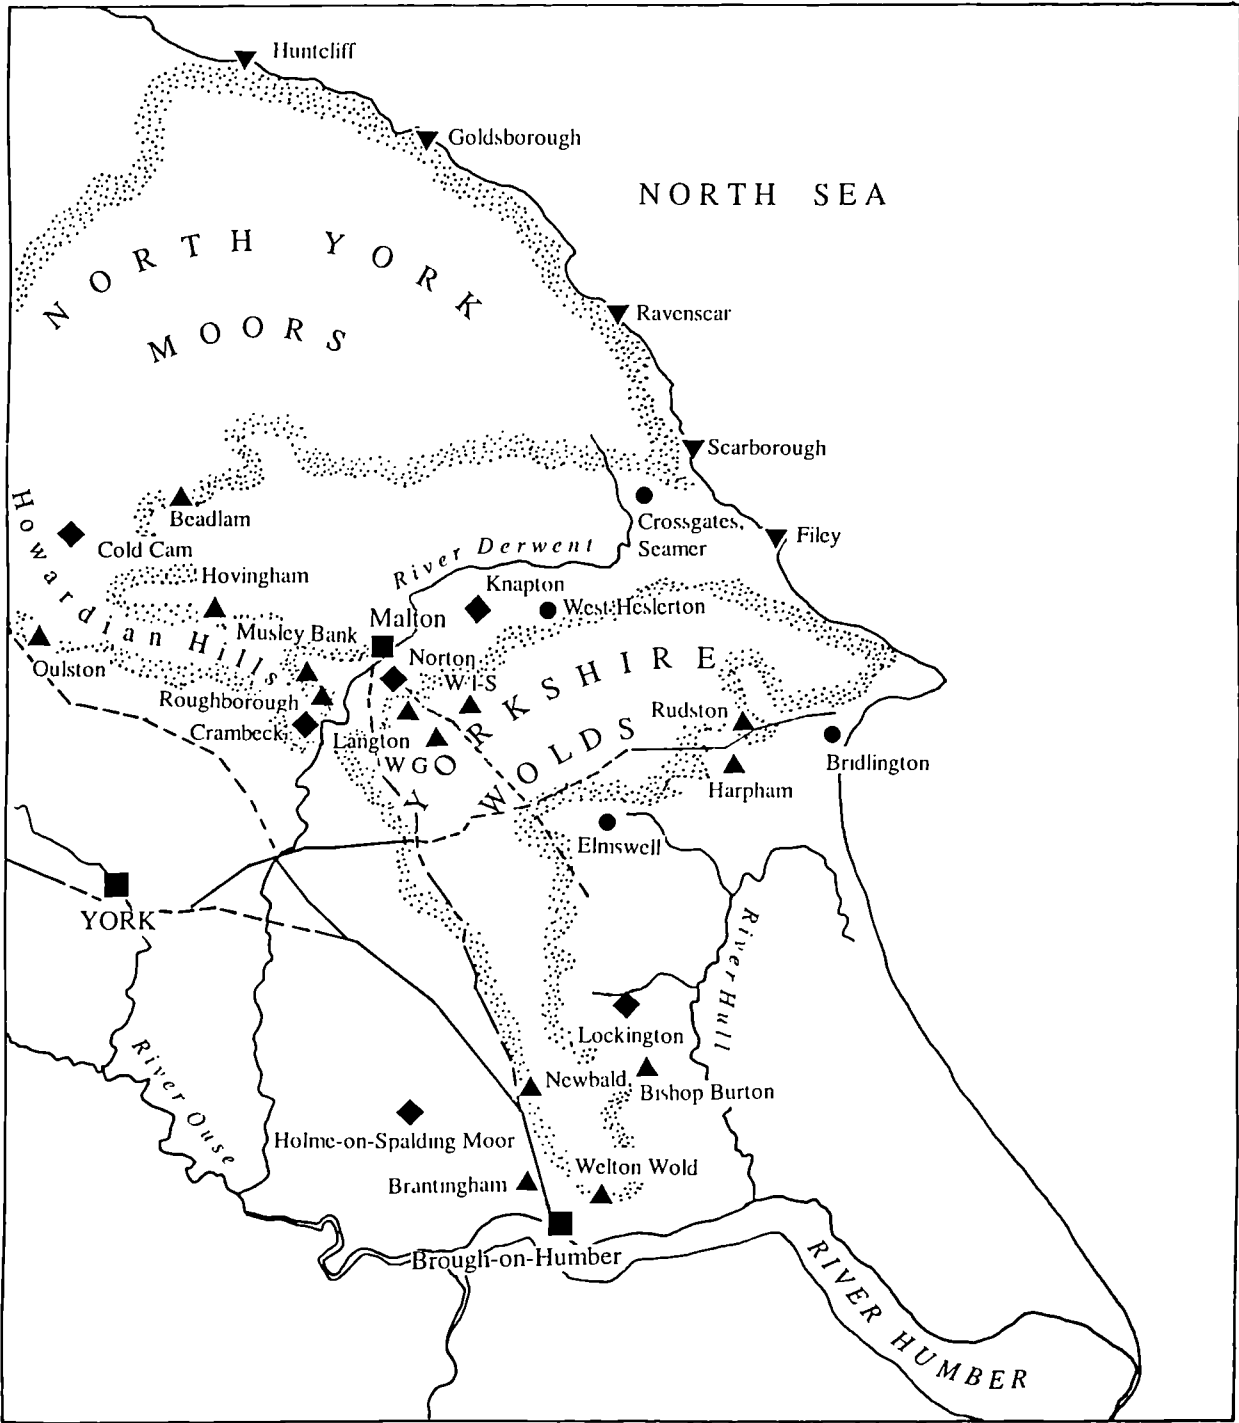 Huntcliff
Goldsborough
NORTH SEA
NORTH YORK
MOORS
Ravenscar
Scarborough
Beadlam
Crossgates,
Seamer
Filey
Howardian Hills
Cold Cam
River Derwent
Hovingham
Knapton
West Heslerton
Malton
Musley Bank
Oulston
Norton
WI-S
YORKSHIRE
WOLDS
Roughborough
Crambeck
Langton
WGO
Rudston
Bridlington
Harpham
Elmswell
YORK
River Hull
Lockington
River Ouse
Newbald
Bishop Burton
Holme-on-Spalding Moor
Welton Wold
Brantingham
Brough-on-Humber
RIVER HUMBER